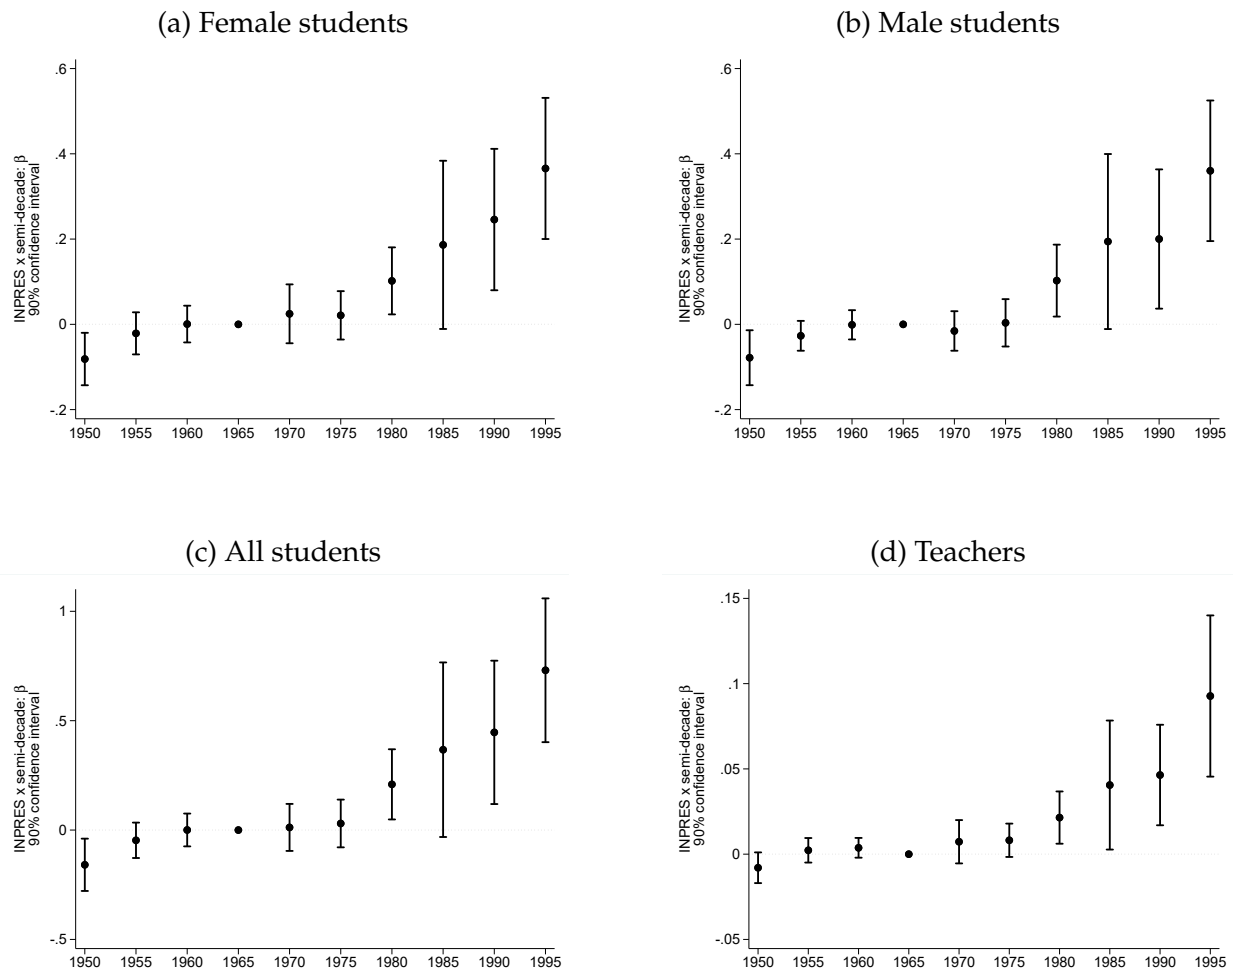 (a) Female students
.6
.4
.2
0
-.2
INPRES x semi-decade: β
90% confidence interval
1950 1955 1960 1965 1970 1975 1980 1985 1990 1995
(b) Male students
.6
.4
.2
0
-.2
INPRES x semi-decade: β
90% confidence interval
1950 1955 1960 1965 1970 1975 1980 1985 1990 1995
(c) All students
1
.5
0
-.5
INPRES x semi-decade: β
90% confidence interval
1950 1955 1960 1965 1970 1975 1980 1985 1990 1995
(d) Teachers
.15
.1
.05
0
-.05
INPRES x semi-decade: β
90% confidence interval
1950 1955 1960 1965 1970 1975 1980 1985 1990 1995